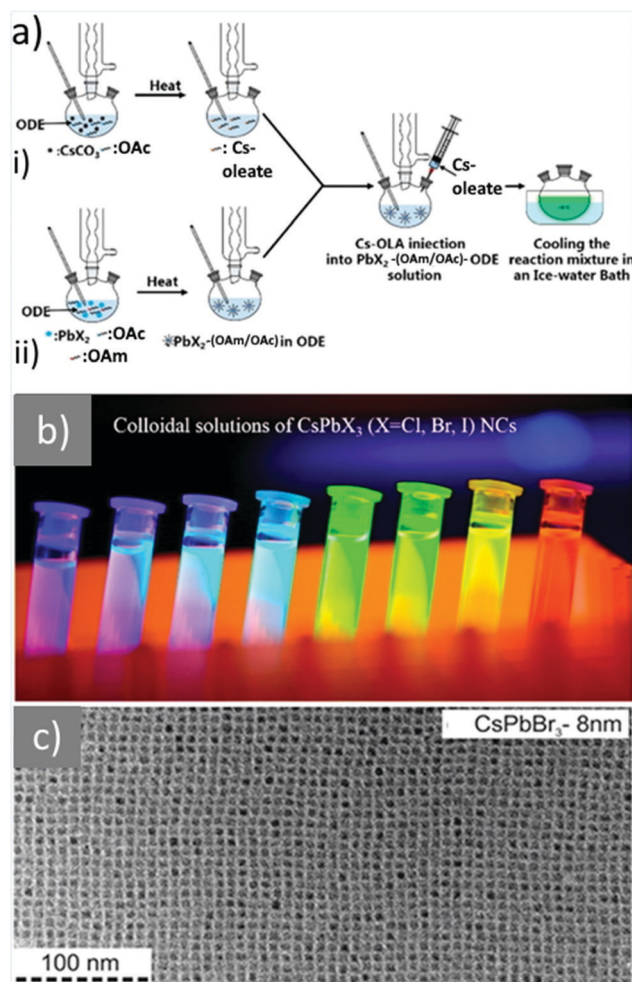 a)
Heat
ODE
•:CsCO₃ :OAc
: Cs-
oleate
i)
Cs-
oleate
Cs-OLA injection
into PbX₂-(OAm/OAc)- ODE
solution
Cooling the
reaction mixture in
an Ice-water Bath
Heat
ODE
:PbX₂ :OAc
:OAm
:PbX₂-(OAm/OAc) in ODE
ii)
b)
Colloidal solutions of CsPbX₃ (X=Cl, Br, I) NCs
c)
CsPbBr₃- 8nm
100 nm